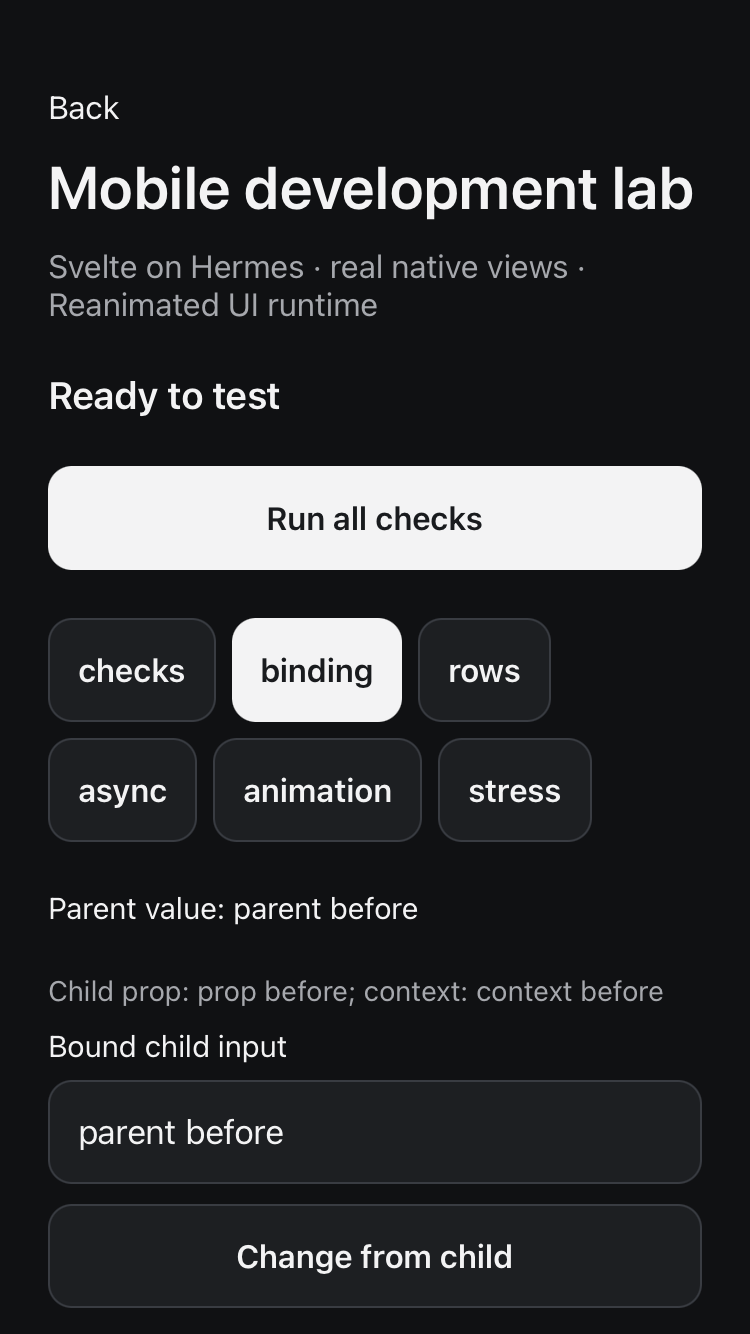 Back
Mobile development lab
Svelte on Hermes · real native views ·
Reanimated UI runtime
Ready to test
Run all checks
checks
binding
rows
async
animation
stress
Parent value: parent before
Child prop: prop before; context: context before
Bound child input
parent before
Change from child